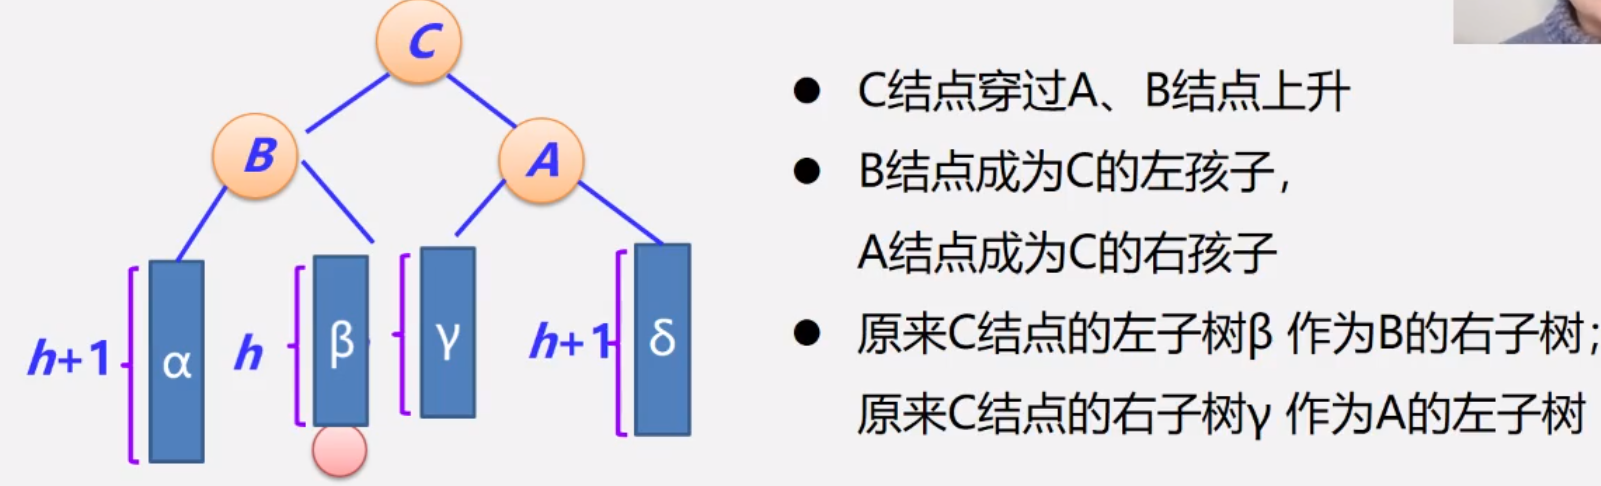 C
B
A
h+1
α
h
β
γ
h+1
δ
● C结点穿过A、B结点上升
● B结点成为C的左孩子,
A结点成为C的右孩子
● 原来C结点的左子树β 作为B的右子树;
原来C结点的右子树γ 作为A的左子树